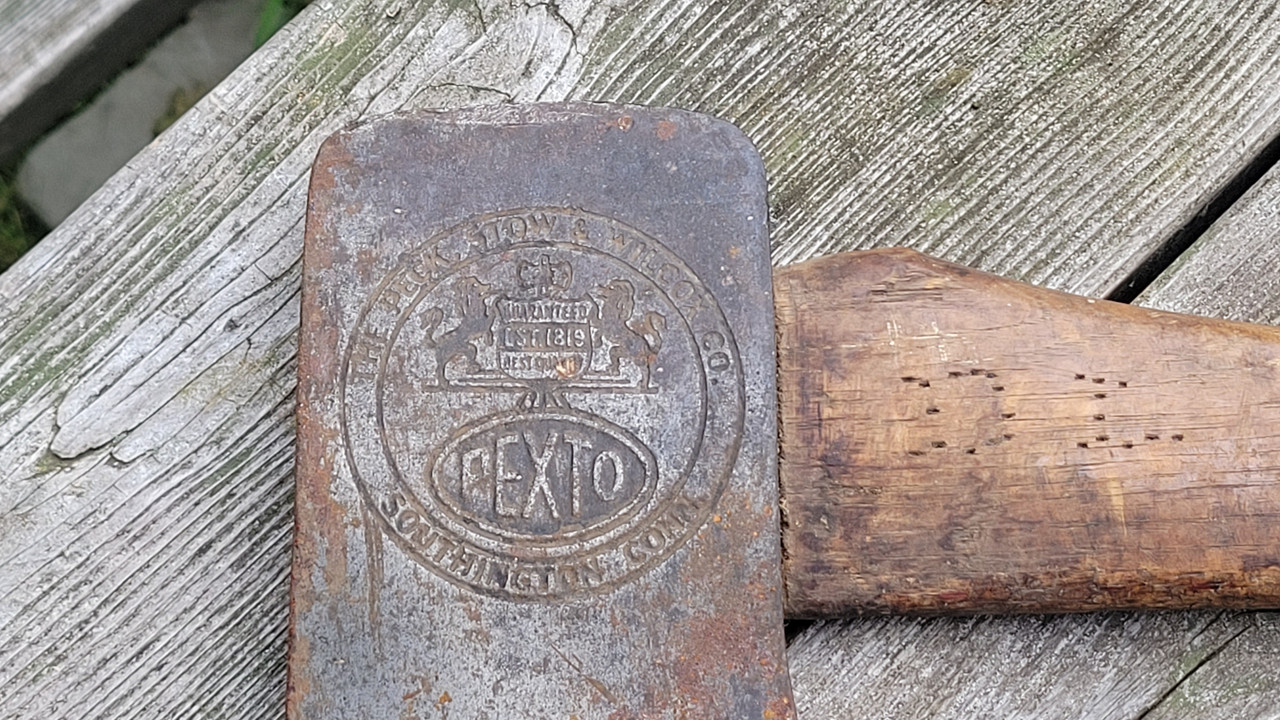 THE PECK, STOW & WILCOX CO.
GUARANTEED
EST. 1819
BEST QUALITY
PEXTO
SOUTHINGTON, CONN.